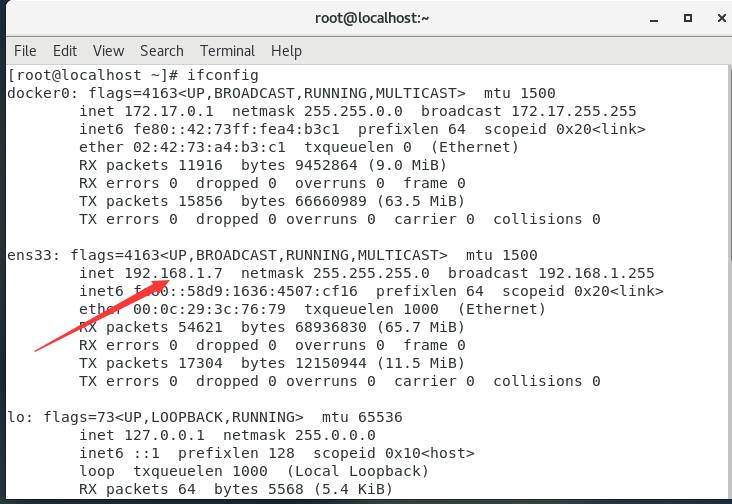 root@localhost:~
File Edit View Search Terminal Help
[root@localhost ~]# ifconfig
docker0: flags=4163<UP,BROADCAST,RUNNING,MULTICAST>  mtu 1500
        inet 172.17.0.1  netmask 255.255.0.0  broadcast 172.17.255.255
        inet6 fe80::42:73ff:fea4:b3c1  prefixlen 64  scopeid 0x20<link>
        ether 02:42:73:a4:b3:c1  txqueuelen 0  (Ethernet)
        RX packets 11916  bytes 9452864 (9.0 MiB)
        RX errors 0  dropped 0  overruns 0  frame 0
        TX packets 15856  bytes 66660989 (63.5 MiB)
        TX errors 0  dropped 0 overruns 0  carrier 0  collisions 0

ens33: flags=4163<UP,BROADCAST,RUNNING,MULTICAST>  mtu 1500
        inet 192.168.1.7  netmask 255.255.255.0  broadcast 192.168.1.255
        inet6 fe80::58d9:1636:4507:cf16  prefixlen 64  scopeid 0x20<link>
        ether 00:0c:29:3c:76:79  txqueuelen 1000  (Ethernet)
        RX packets 54621  bytes 68936830 (65.7 MiB)
        RX errors 0  dropped 0  overruns 0  frame 0
        TX packets 17304  bytes 12150944 (11.5 MiB)
        TX errors 0  dropped 0 overruns 0  carrier 0  collisions 0

lo: flags=73<UP,LOOPBACK,RUNNING>  mtu 65536
        inet 127.0.0.1  netmask 255.0.0.0
        inet6 ::1  prefixlen 128  scopeid 0x10<host>
        loop  txqueuelen 1000  (Local Loopback)
        RX packets 64  bytes 5568 (5.4 KiB)